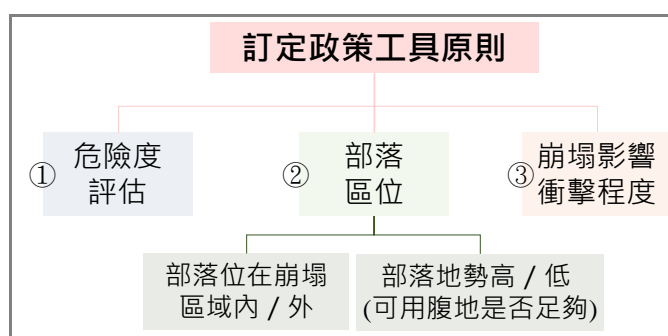 訂定政策工具原則
① 危險度
評估
② 部落
區位
③ 崩塌影響
衝擊程度
部落位在崩塌
區域內 / 外
部落地勢高 / 低
(可用腹地是否足夠)